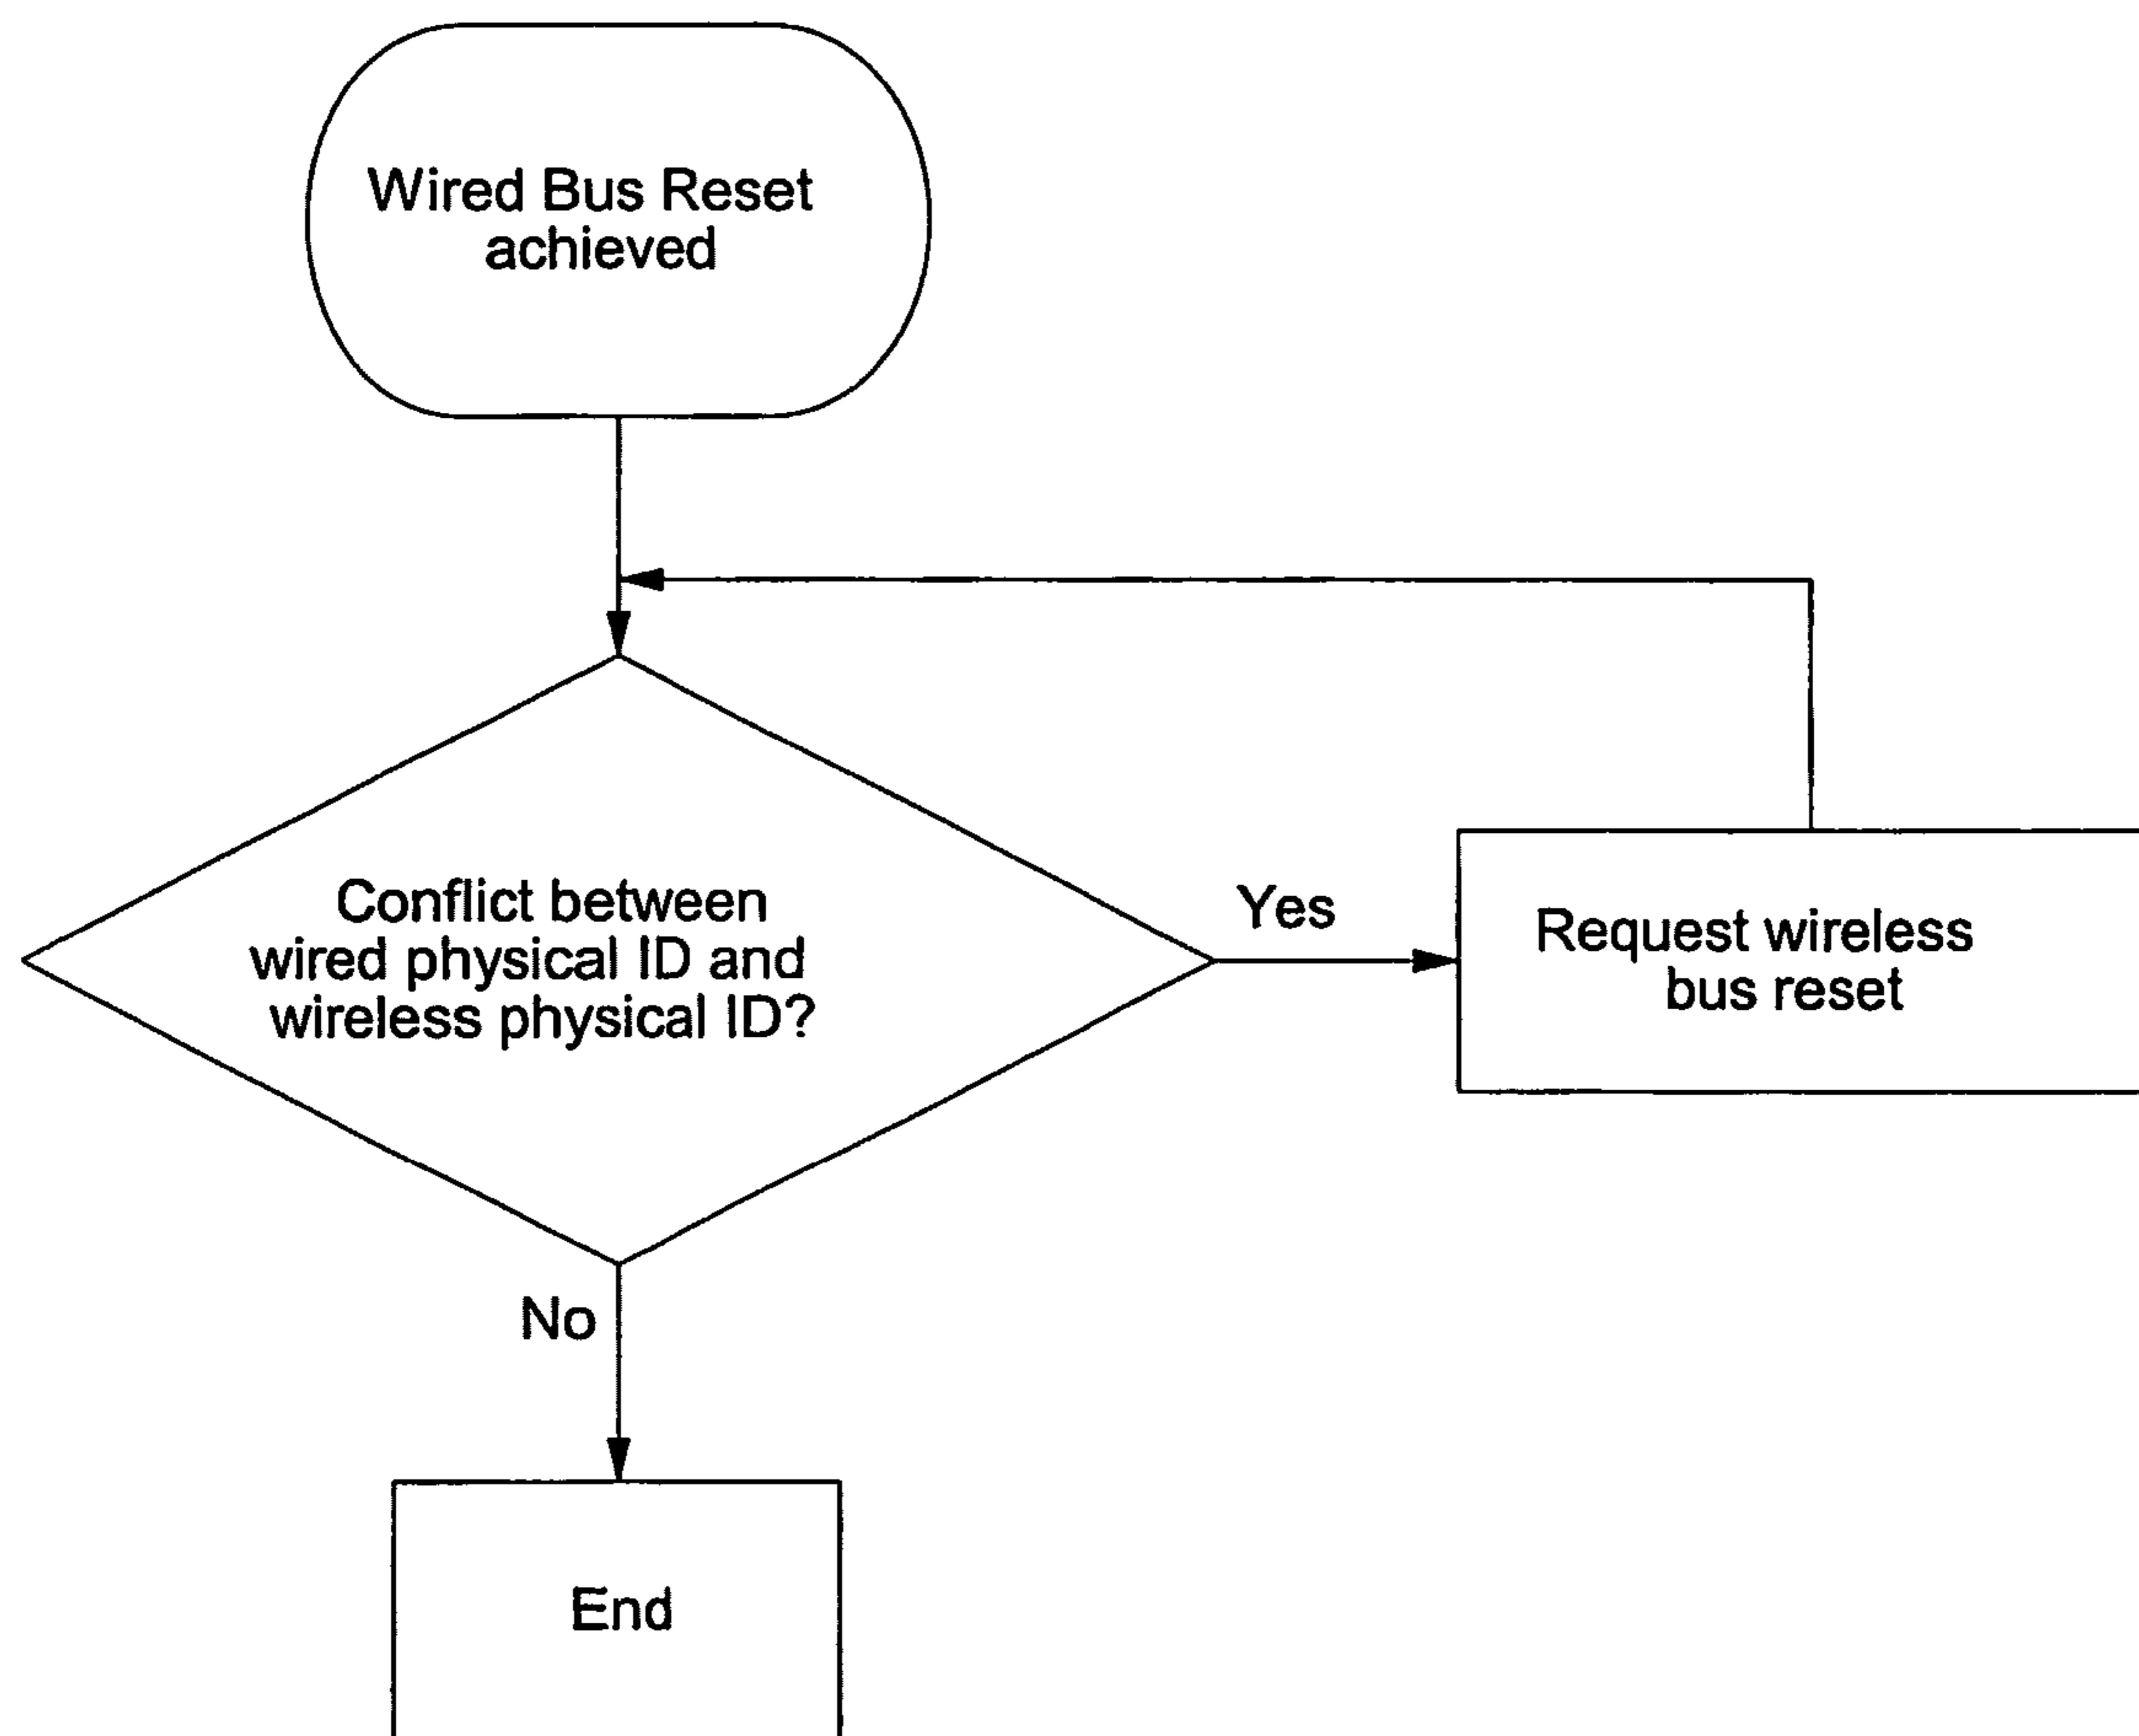 Wired Bus Reset
achieved
Conflict between
wired physical ID and
wireless physical ID?
Yes
Request wireless
bus reset
No
End